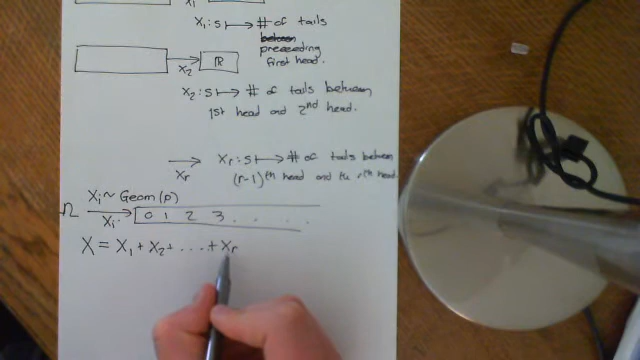 X₁
X₁ : s ⟼ # of tails
preceeding
first head.
X₂ ℝ
X₂ : s ⟼ # of tails between
1st head and 2nd head.
Xᵣ Xᵣ : s ⟼ # of tails between
(r-1)th head and the rth head
Xᵢ ~ Geom(p)
Ω Xᵢ 0 1 2 3 . . . .
X = X₁ + X₂ + . . . + Xᵣ